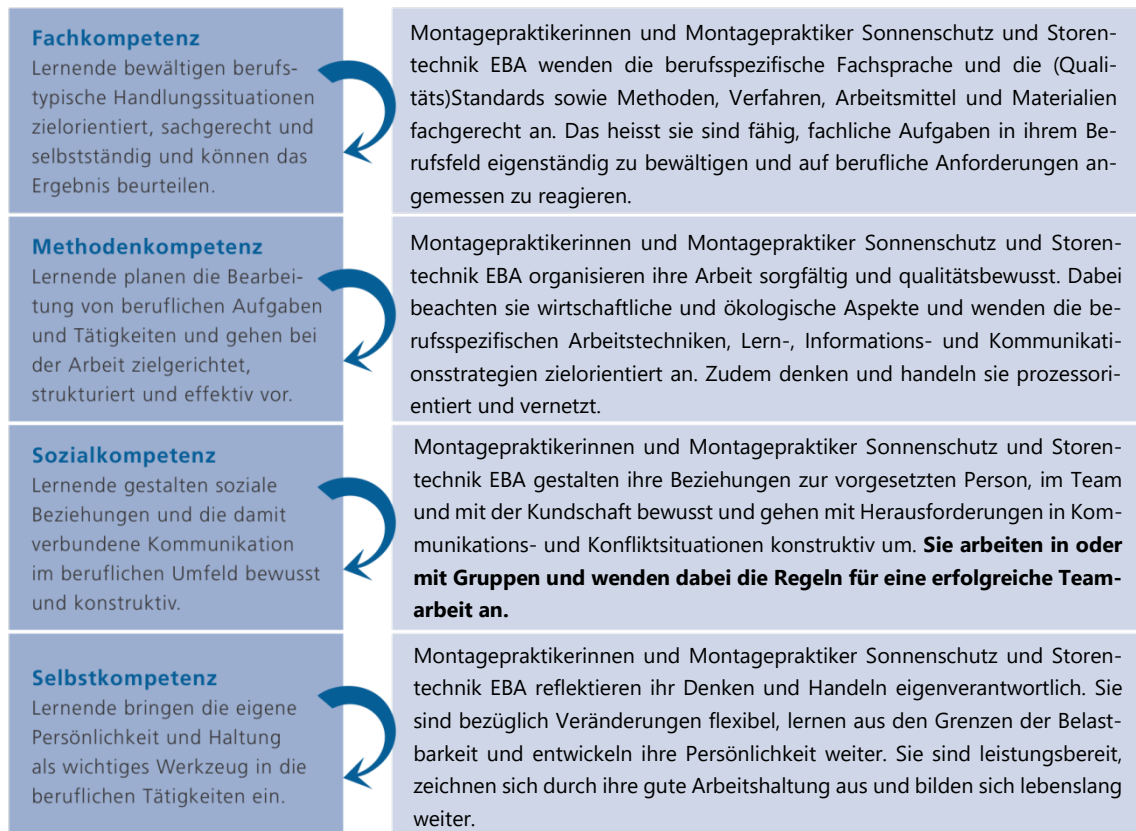 Fachkompetenz
Lernende bewältigen berufs-
typische Handlungssituationen
zielorientiert, sachgerecht und
selbstständig und können das
Ergebnis beurteilen.
Montagepraktikerinnen und Montagepraktiker Sonnenschutz und Storen-
technik EBA wenden die berufsspezifische Fachsprache und die (Quali-
täts)Standards sowie Methoden, Verfahren, Arbeitsmittel und Materialien
fachgerecht an. Das heisst sie sind fähig, fachliche Aufgaben in ihrem Be-
rufsfeld eigenständig zu bewältigen und auf berufliche Anforderungen an-
gemessen zu reagieren.
Methodenkompetenz
Lernende planen die Bearbei-
tung von beruflichen Aufgaben
und Tätigkeiten und gehen bei
der Arbeit zielgerichtet,
strukturiert und effektiv vor.
Montagepraktikerinnen und Montagepraktiker Sonnenschutz und Storen-
technik EBA organisieren ihre Arbeit sorgfältig und qualitätsbewusst. Dabei
beachten sie wirtschaftliche und ökologische Aspekte und wenden die be-
rufsspezifischen Arbeitstechniken, Lern-, Informations- und Kommunikati-
onsstrategien zielorientiert an. Zudem denken und handeln sie prozessori-
entiert und vernetzt.
Sozialkompetenz
Lernende gestalten soziale
Beziehungen und die damit
verbundene Kommunikation
im beruflichen Umfeld bewusst
und konstruktiv.
Montagepraktikerinnen und Montagepraktiker Sonnenschutz und Storen-
technik EBA gestalten ihre Beziehungen zur vorgesetzten Person, im Team
und mit der Kundschaft bewusst und gehen mit Herausforderungen in Kom-
munikations- und Konfliktsituationen konstruktiv um. Sie arbeiten in oder
mit Gruppen und wenden dabei die Regeln für eine erfolgreiche Team-
arbeit an.
Selbstkompetenz
Lernende bringen die eigene
Persönlichkeit und Haltung
als wichtiges Werkzeug in die
beruflichen Tätigkeiten ein.
Montagepraktikerinnen und Montagepraktiker Sonnenschutz und Storen-
technik EBA reflektieren ihr Denken und Handeln eigenverantwortlich. Sie
sind bezüglich Veränderungen flexibel, lernen aus den Grenzen der Belast-
barkeit und entwickeln ihre Persönlichkeit weiter. Sie sind leistungsbereit,
zeichnen sich durch ihre gute Arbeitshaltung aus und bilden sich lebenslang
weiter.